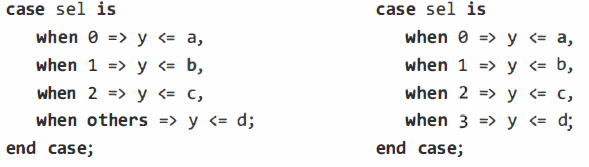 case sel is
when 0 => y <= a,
when 1 => y <= b,
when 2 => y <= c,
when others => y <= d;
end case;
case sel is
when 0 => y <= a,
when 1 => y <= b,
when 2 => y <= c,
when 3 => y <= d;
end case;